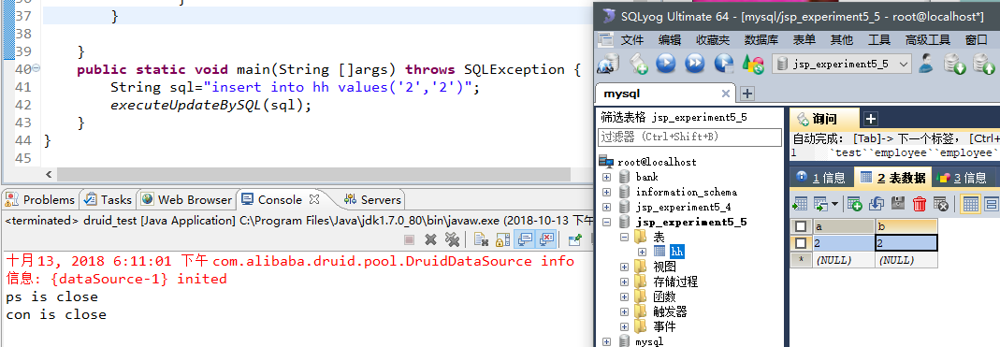 36 }
37 }
38
39 }
40 public static void main(String []args) throws SQLException {
41 String sql="insert into hh values('2','2')";
42 executeUpdateBySQL(sql);
43 }
44 }
45
Problems Tasks Web Browser Console Servers
<terminated> druid_test [Java Application] C:\Program Files\Java\jdk1.7.0_80\bin\javaw.exe (2018-10-13 下午
十月 13, 2018 6:11:01 下午 com.alibaba.druid.pool.DruidDataSource info
信息: {dataSource-1} inited
ps is close
con is close
SQLyog Ultimate 64 - [mysql/jsp_experiment5_5 - root@localhost*]
文件 编辑 收藏夹 数据库 表单 其他 工具 高级工具 窗口
jsp_experiment5_5
mysql
筛选表格 jsp_experiment5_5
过滤器 (Ctrl+Shift+B)
root@localhost
bank
information_schema
jsp_experiment5_4
jsp_experiment5_5
表
hh
视图
存储过程
函数
触发器
事件
mysql
询问
自动完成: [Tab]-> 下一个标签, [Ctrl+
1 `test``employee``employee`
1 信息 2 表数据 3 信息
a b
2 2
* (NULL) (NULL)